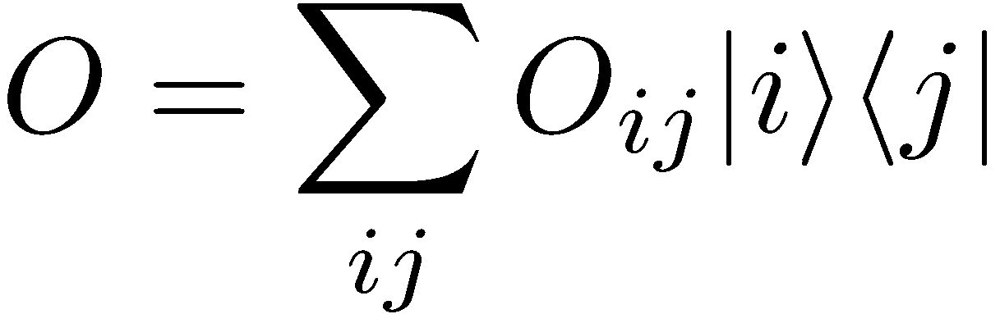 O = ∑_{ij} O_{ij} |i⟩⟨j|